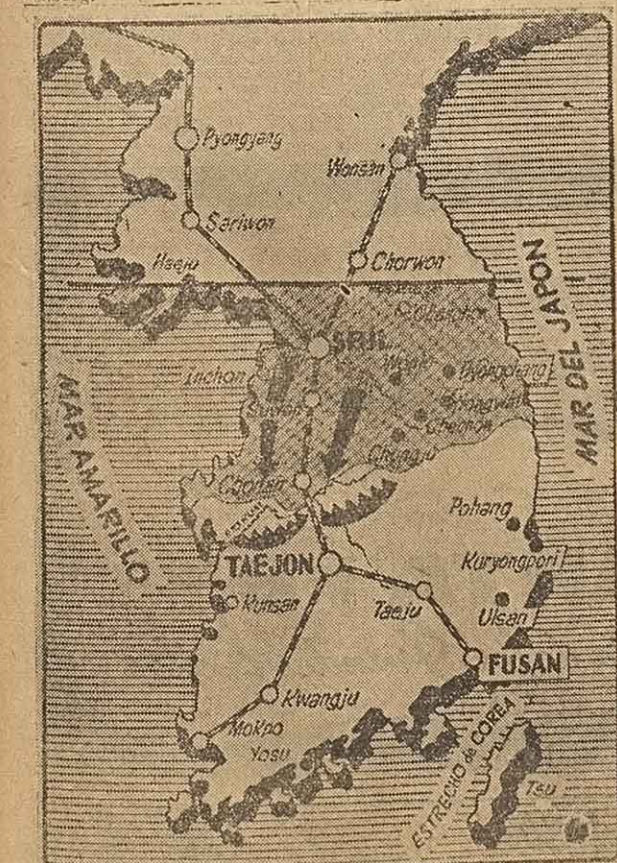 Pyongyang
Wonsan
Sariwon
Haeju
Chorwon
SEUL
Inchon
MAR DEL JAPON
MAR AMARILLO
Chungju
Pohang
TAEJON
Kuryongpori
Kunsan
Taeju
Ulsan
FUSAN
Kwangju
Mokpo
Yosu
ESTRECHO de COREA
Tsu